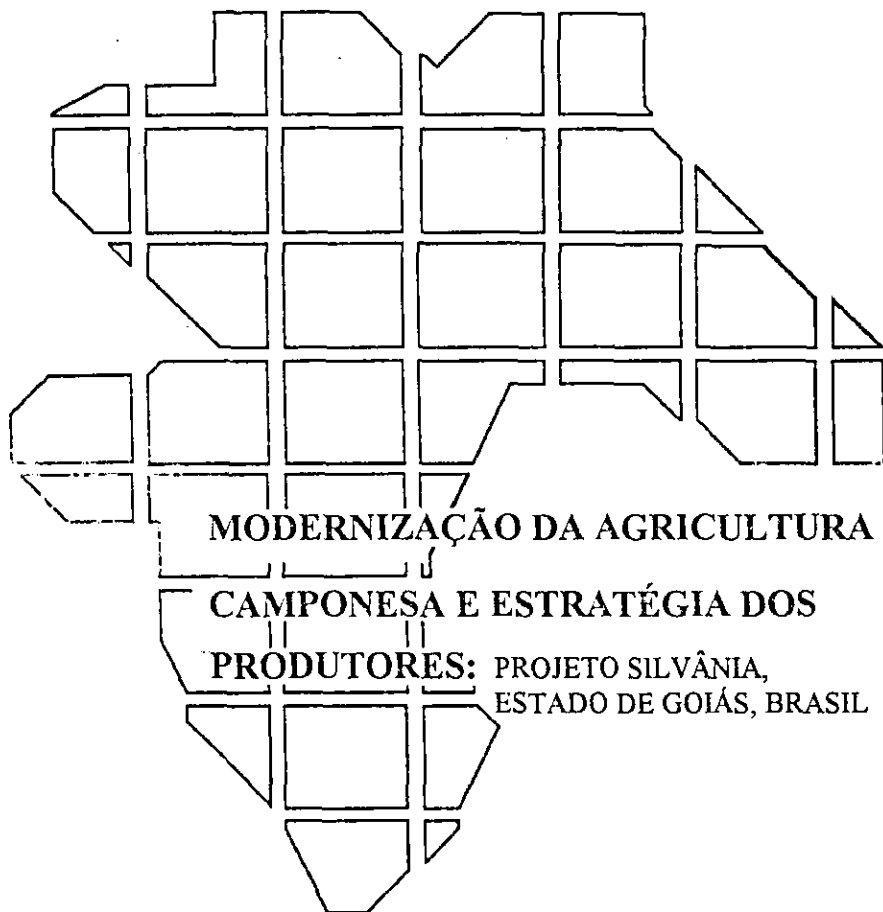 MODERNIZAÇÃO DA AGRICULTURA
CAMPONESA E ESTRATÉGIA DOS
PRODUTORES: PROJETO SILVÂNIA,
ESTADO DE GOIÁS, BRASIL